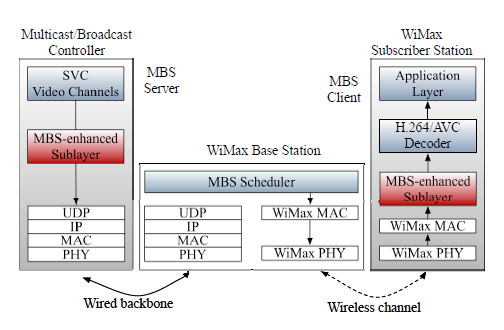 Multicast/Broadcast
Controller
SVC
Video Channels
MBS-enhanced
Sublayer
UDP
IP
MAC
PHY
MBS
Server
WiMax Base Station
MBS Scheduler
UDP
IP
MAC
PHY
WiMax MAC
WiMax PHY
MBS
Client
WiMax
Subscriber Station
Application
Layer
H.264/AVC
Decoder
MBS-enhanced
Sublayer
WiMax MAC
WiMax PHY
Wired backbone
Wireless channel